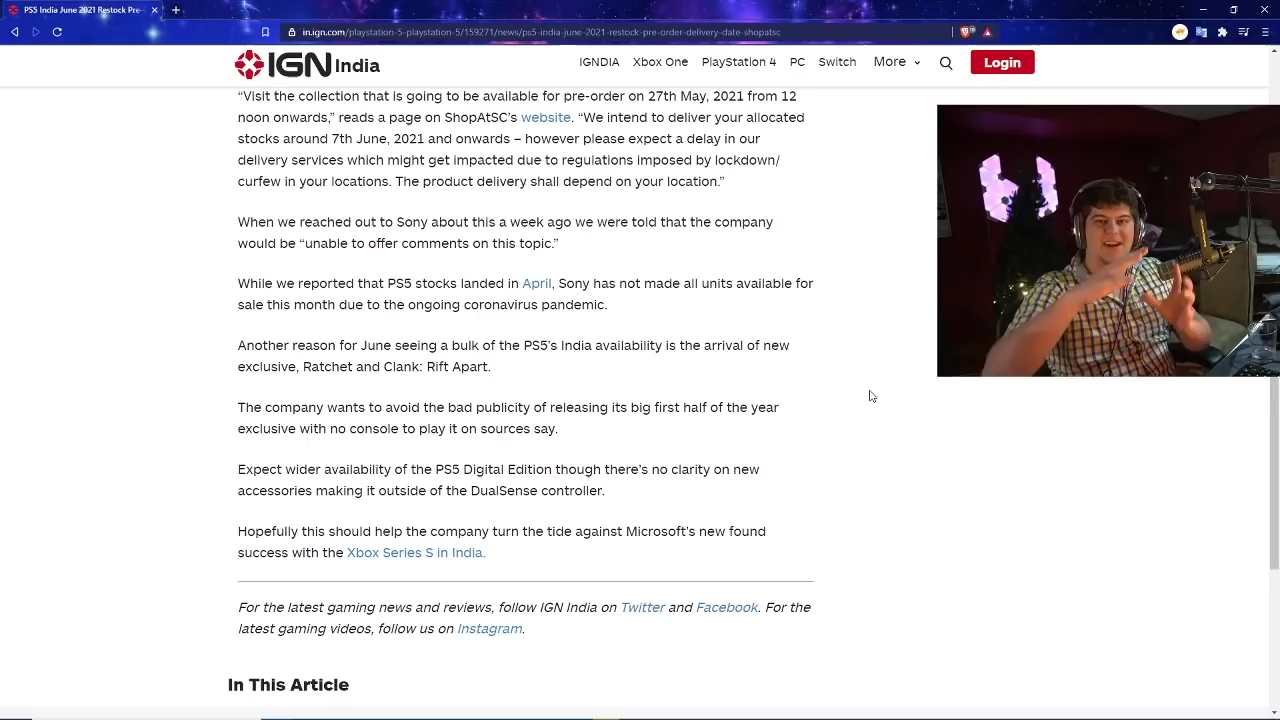 PS5 India June 2021 Restock Pre-
in.ign.com/playstation-5-playstation-5/159271/news/ps5-india-june-2021-restock-pre-order-delivery-date-shopatsc
IGN India
IGNDIA Xbox One PlayStation 4 PC Switch More Login
“Visit the collection that is going to be available for pre-order on 27th May, 2021 from 12
noon onwards,” reads a page on ShopAtSC’s website. “We intend to deliver your allocated
stocks around 7th June, 2021 and onwards – however please expect a delay in our
delivery services which might get impacted due to regulations imposed by lockdown/
curfew in your locations. The product delivery shall depend on your location.”
When we reached out to Sony about this a week ago we were told that the company
would be “unable to offer comments on this topic.”
While we reported that PS5 stocks landed in April, Sony has not made all units available for
sale this month due to the ongoing coronavirus pandemic.
Another reason for June seeing a bulk of the PS5’s India availability is the arrival of new
exclusive, Ratchet and Clank: Rift Apart.
The company wants to avoid the bad publicity of releasing its big first half of the year
exclusive with no console to play it on sources say.
Expect wider availability of the PS5 Digital Edition though there’s no clarity on new
accessories making it outside of the DualSense controller.
Hopefully this should help the company turn the tide against Microsoft’s new found
success with the Xbox Series S in India.
For the latest gaming news and reviews, follow IGN India on Twitter and Facebook. For the
latest gaming videos, follow us on Instagram.
In This Article